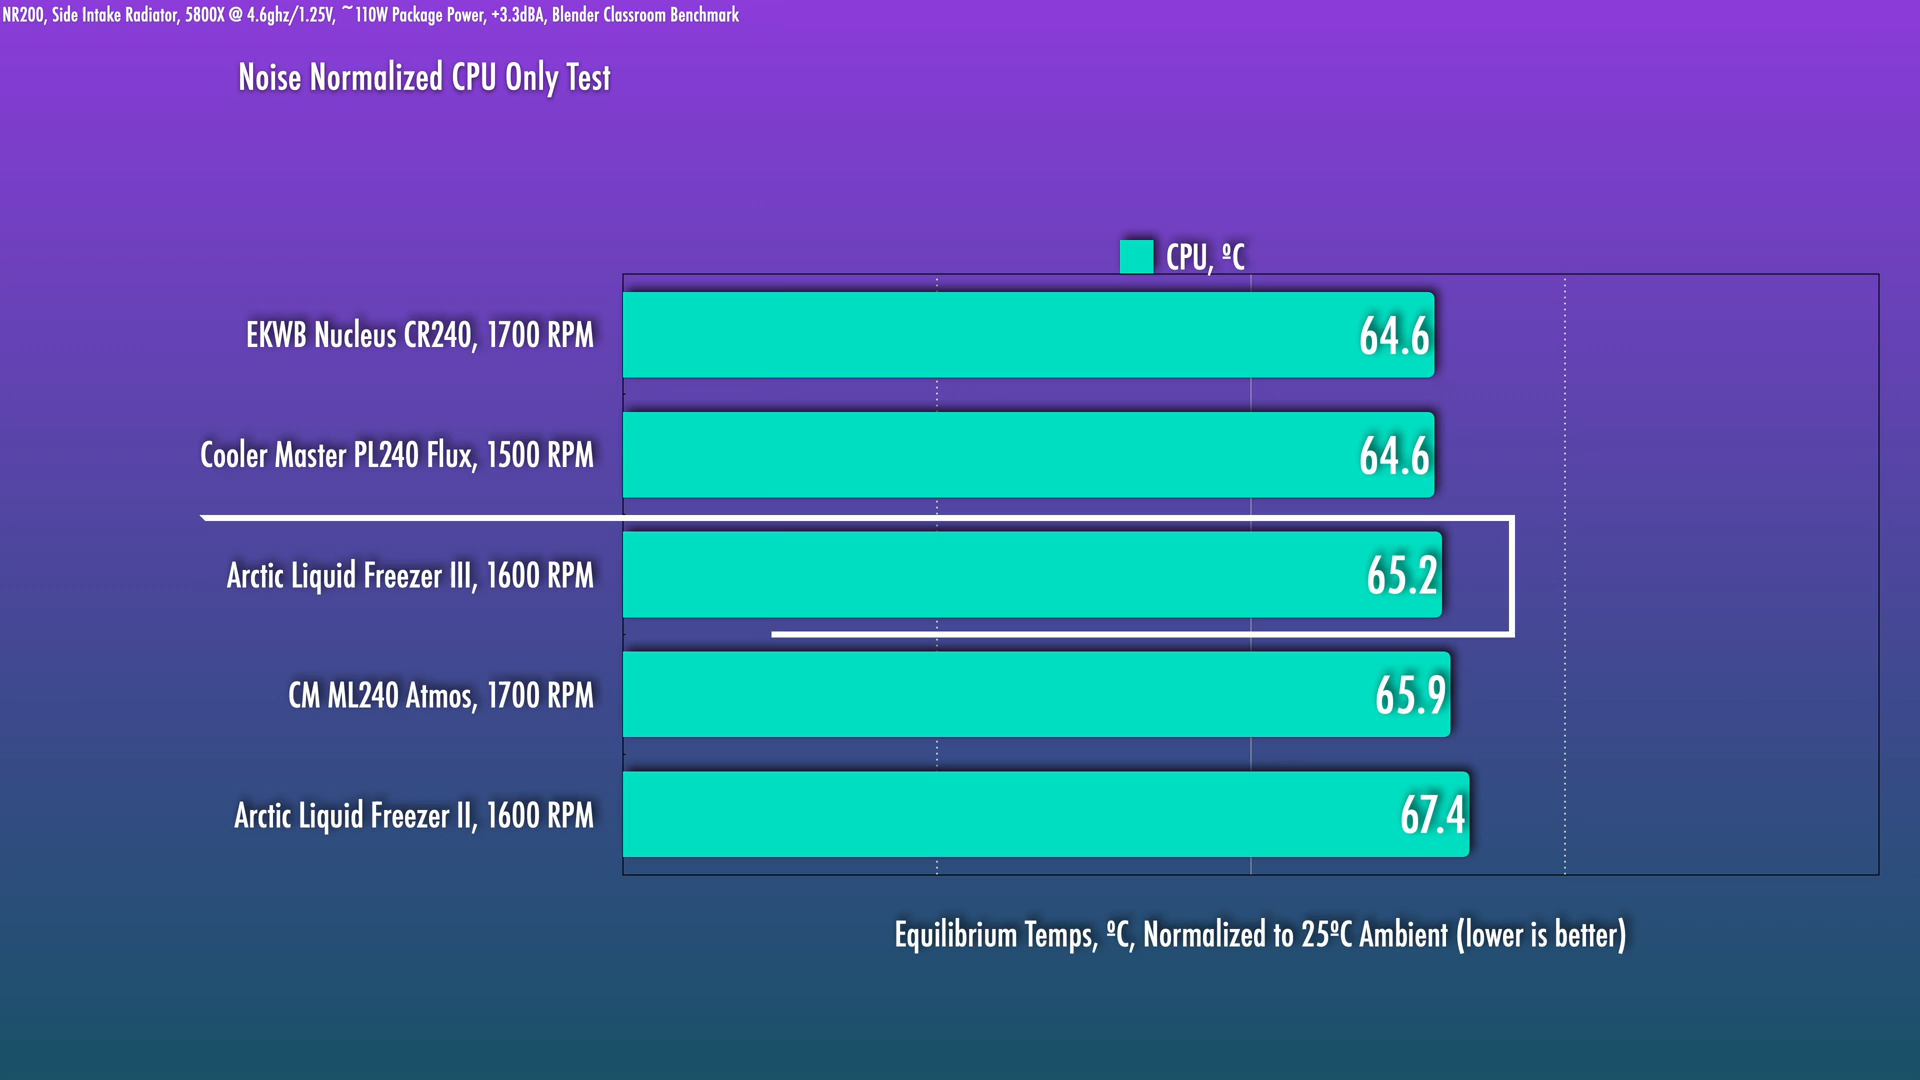 NR200, Side Intake Radiator, 5800X @ 4.6ghz/1.25V, ~110W Package Power, +3.3dBA, Blender Classroom Benchmark
Noise Normalized CPU Only Test
CPU, ºC
EKWB Nucleus CR240, 1700 RPM
64.6
Cooler Master PL240 Flux, 1500 RPM
64.6
Arctic Liquid Freezer III, 1600 RPM
65.2
CM ML240 Atmos, 1700 RPM
65.9
Arctic Liquid Freezer II, 1600 RPM
67.4
Equilibrium Temps, ºC, Normalized to 25ºC Ambient (lower is better)